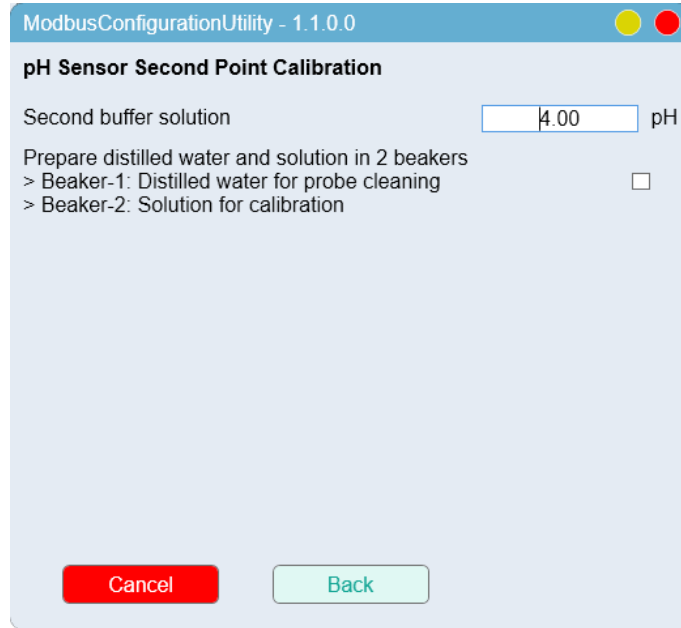 ModbusConfigurationUtility - 1.1.0.0
pH Sensor Second Point Calibration
Second buffer solution 4.00 pH
Prepare distilled water and solution in 2 beakers
> Beaker-1: Distilled water for probe cleaning
> Beaker-2: Solution for calibration
Cancel Back